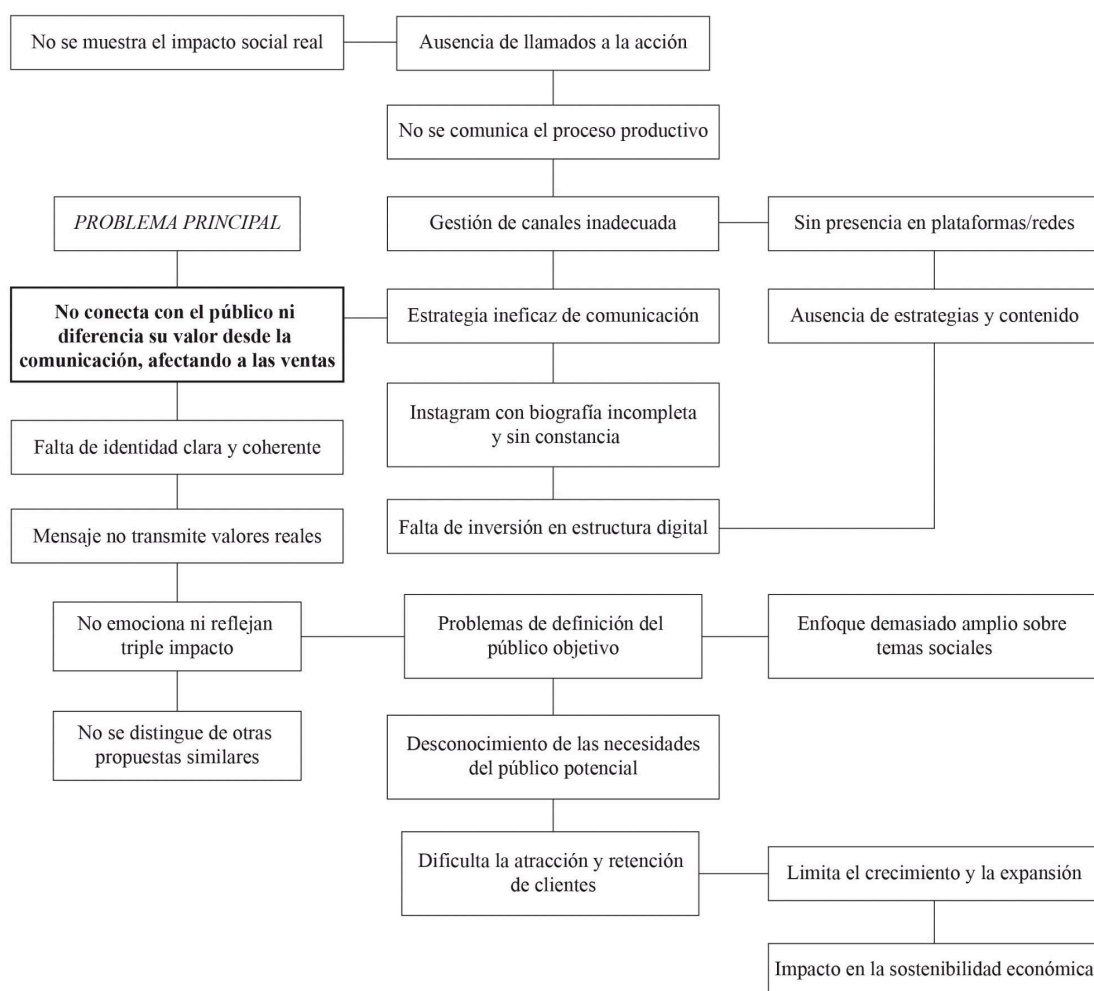 No se muestra el impacto social real
Ausencia de llamados a la acción
No se comunica el proceso productivo
PROBLEMA PRINCIPAL
Gestión de canales inadecuada
Sin presencia en plataformas/redes
No conecta con el público ni
diferencia su valor desde la
comunicación, afectando a las ventas
Estrategia ineficaz de comunicación
Ausencia de estrategias y contenido
Instagram con biografía incompleta
y sin constancia
Falta de identidad clara y coherente
Mensaje no transmite valores reales
Falta de inversión en estructura digital
No emociona ni reflejan
triple impacto
Problemas de definición del
público objetivo
Enfoque demasiado amplio sobre
temas sociales
No se distingue de otras
propuestas similares
Desconocimiento de las necesidades
del público potencial
Dificulta la atracción y retención
de clientes
Limita el crecimiento y la expansión
Impacto en la sostenibilidad económica